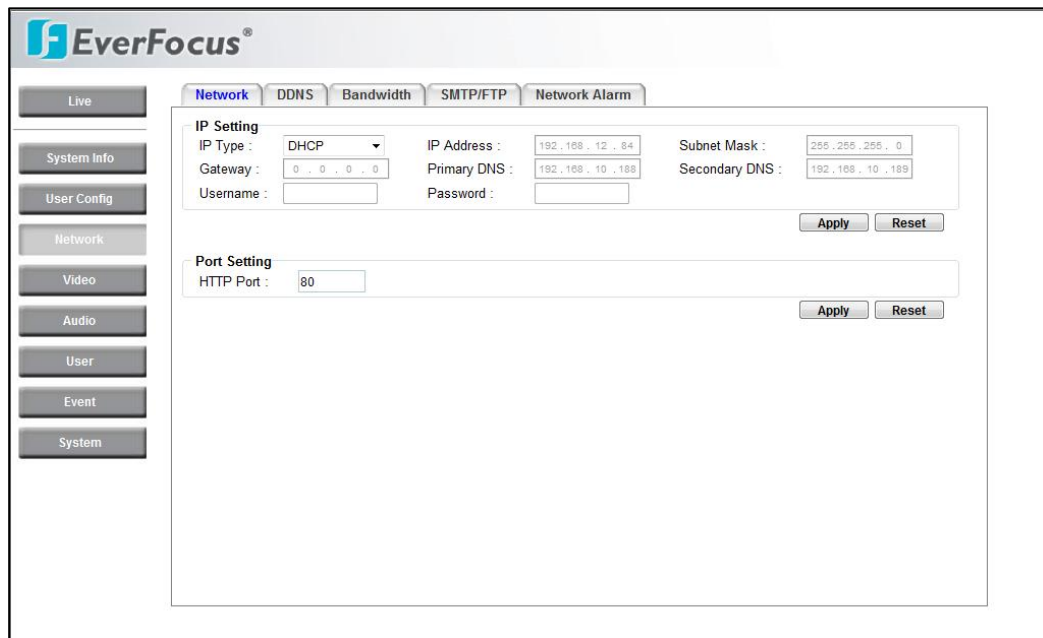 EverFocus®
Live
System Info
User Config
Network
Video
Audio
User
Event
System
Network DDNS Bandwidth SMTP/FTP Network Alarm
IP Setting
IP Type : DHCP IP Address : 192 . 168 . 12 . 84 Subnet Mask : 255 . 255 . 255 . 0
Gateway : 0 . 0 . 0 . 0 Primary DNS : 192 . 168 . 10 . 188 Secondary DNS : 192 . 168 . 10 . 189
Username : Password :
Apply Reset
Port Setting
HTTP Port : 80
Apply Reset